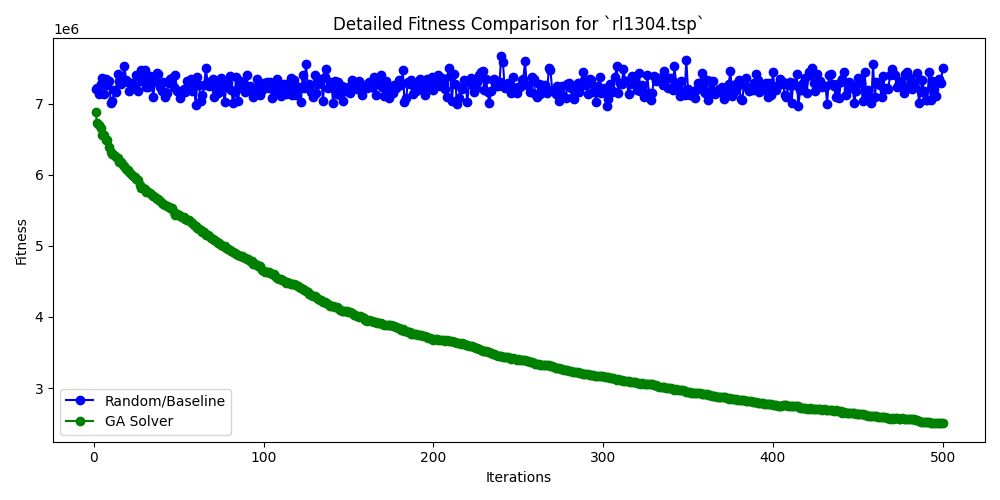 Detailed Fitness Comparison for `rl1304.tsp`
1e6
7
6
5
4
3
Fitness
Random/Baseline
GA Solver
0
100
200
300
400
500
Iterations